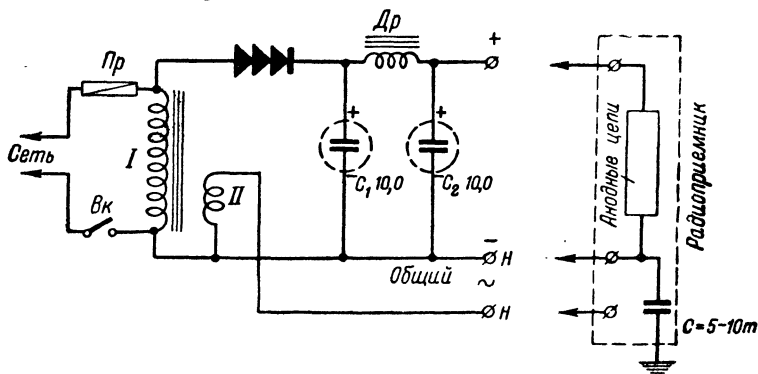 Др
+
Пр
Сеть
I
II
Вк
+
C₁ 10,0
+
C₂ 10,0
−
Н
Общий
~
Н
Анодные цепи
Радиоприемник
C=5-10т